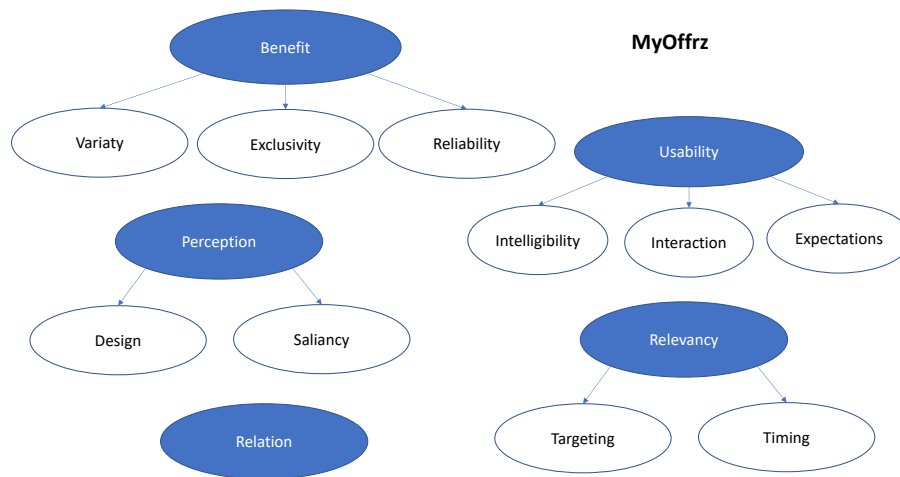 MyOffrz
Benefit
Variaty
Exclusivity
Reliability
Usability
Intelligibility
Interaction
Expectations
Perception
Design
Saliancy
Relevancy
Targeting
Timing
Relation